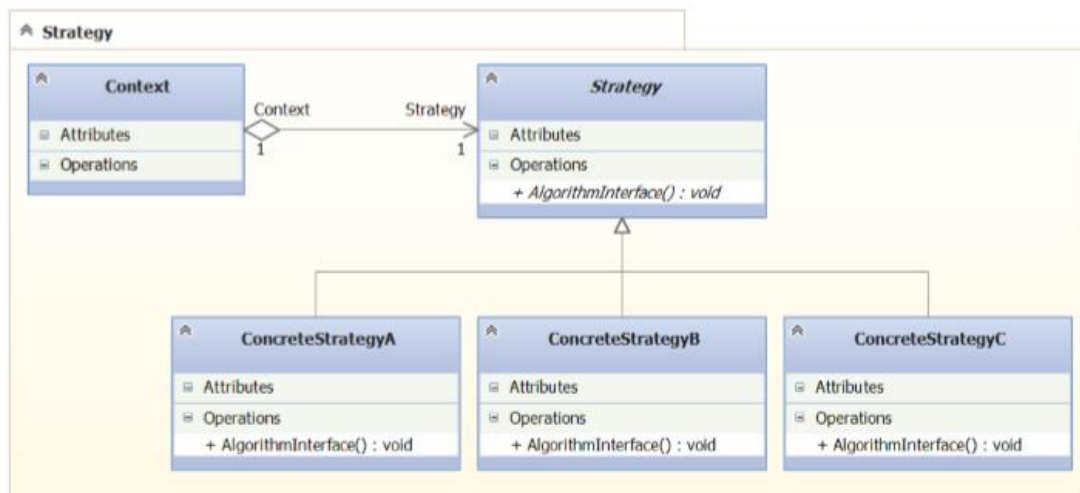 Strategy
Context
Attributes
Operations
Context
Strategy
1
1
Strategy
Attributes
Operations
+ AlgorithmInterface() : void
ConcreteStrategyA
Attributes
Operations
+ AlgorithmInterface() : void
ConcreteStrategyB
Attributes
Operations
+ AlgorithmInterface() : void
ConcreteStrategyC
Attributes
Operations
+ AlgorithmInterface() : void